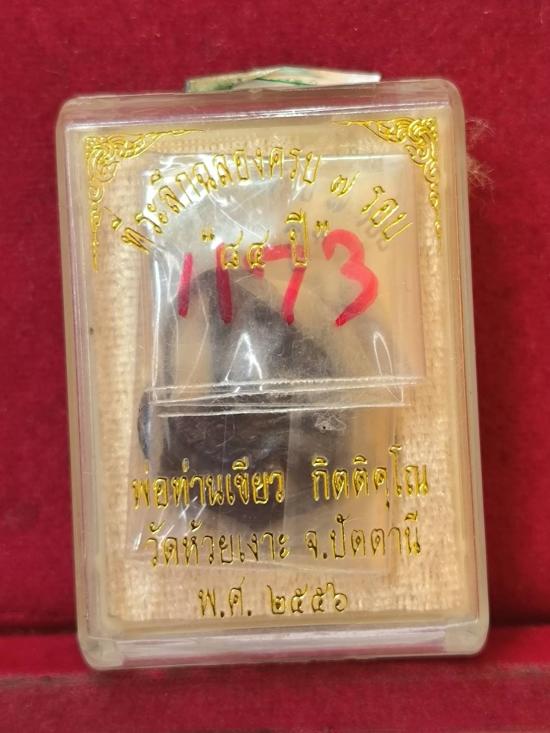 ที่ระลึกฉลองครบ ๗ รอบ
"๘๔ ปี"
1173
พ่อท่านเขียว กิตติคุโณ
วัดห้วยเงาะ จ.ปัตตานี
พ.ศ. ๒๕๕๖